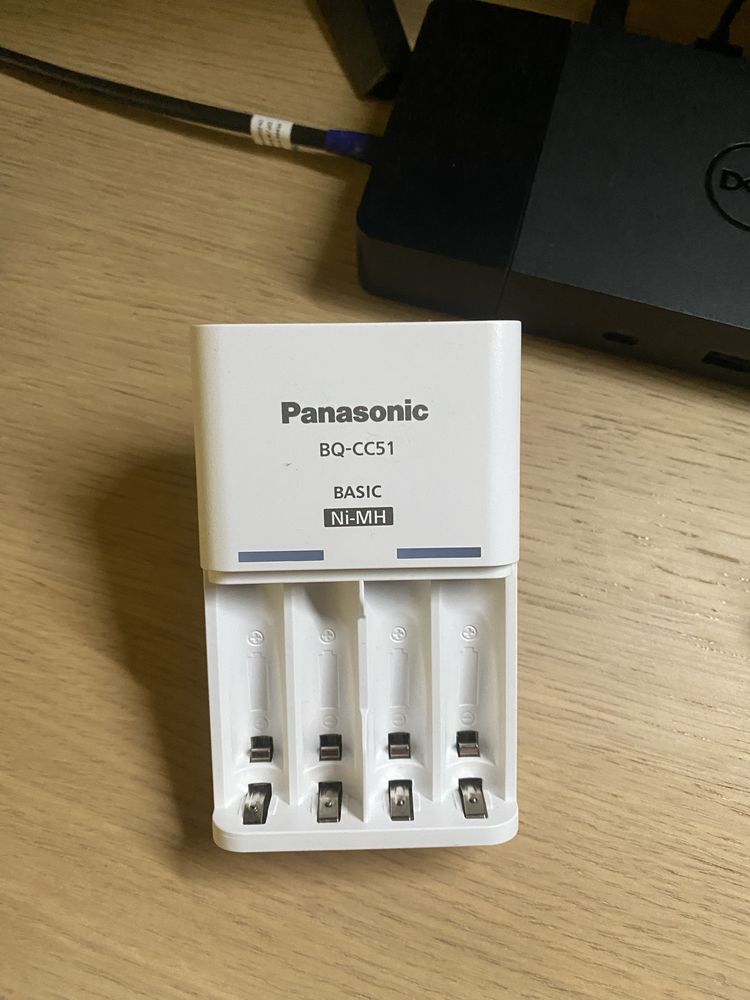 Panasonic
BQ-CC51
BASIC
Ni-MH